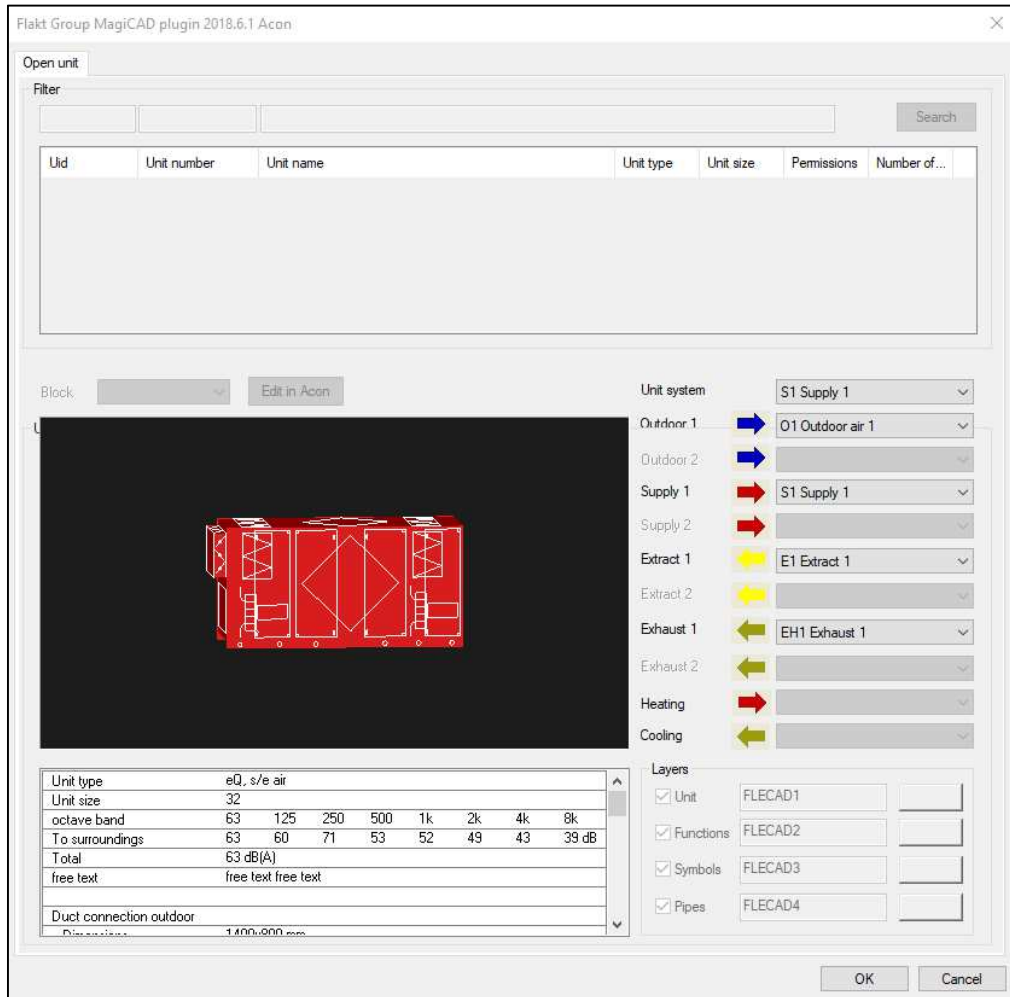 Flakt Group MagiCAD plugin 2018.6.1 Acon
Open unit
Filter
Search
Uid Unit number Unit name Unit type Unit size Permissions Number of...
Block Edit in Acon
Unit system S1 Supply 1
Outdoor 1 O1 Outdoor air 1
Outdoor 2
Supply 1 S1 Supply 1
Supply 2
Extract 1 E1 Extract 1
Extract 2
Exhaust 1 EH1 Exhaust 1
Exhaust 2
Heating
Cooling
Unit type eQ, s/e air
Unit size 32
octave band 63 125 250 500 1k 2k 4k 8k
To surroundings 63 60 71 53 52 49 43 39 dB
Total 63 dB(A)
free text free text free text
Duct connection outdoor
Dimensions 1400x800 mm
Layers
Unit FLECAD1
Functions FLECAD2
Symbols FLECAD3
Pipes FLECAD4
OK Cancel